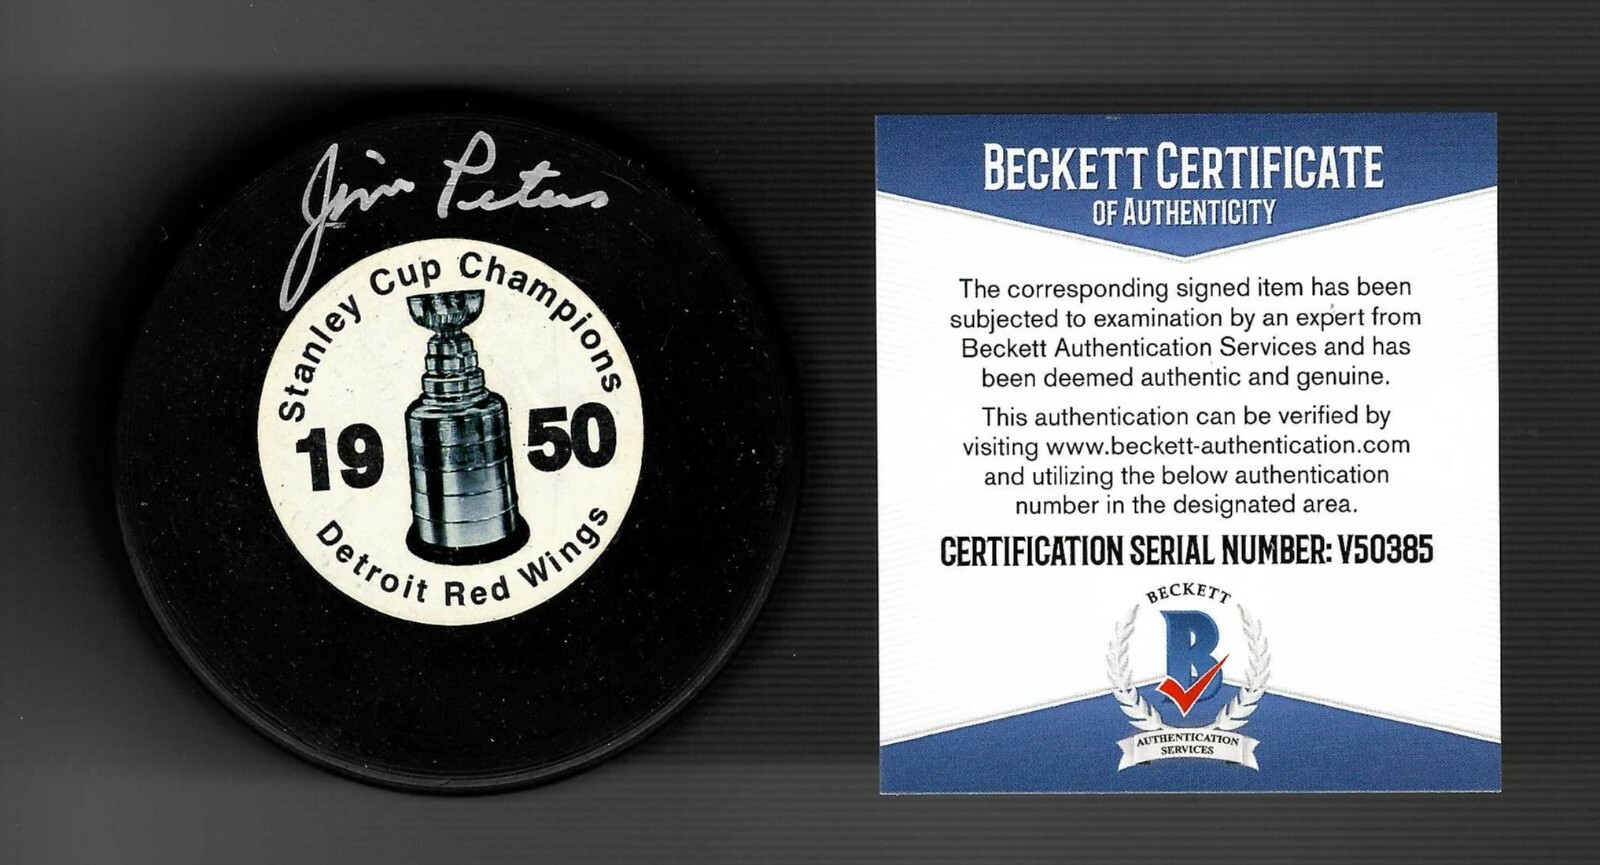 Jim Peters
Stanley Cup Champions
19 50
Detroit Red Wings
BECKETT CERTIFICATE
OF AUTHENTICITY
The corresponding signed item has been
subjected to examination by an expert from
Beckett Authentication Services and has
been deemed authentic and genuine.
This authentication can be verified by
visiting www.beckett-authentication.com
and utilizing the below authentication
number in the designated area.
CERTIFICATION SERIAL NUMBER: V50385
BECKETT
B
AUTHENTICATION
SERVICES